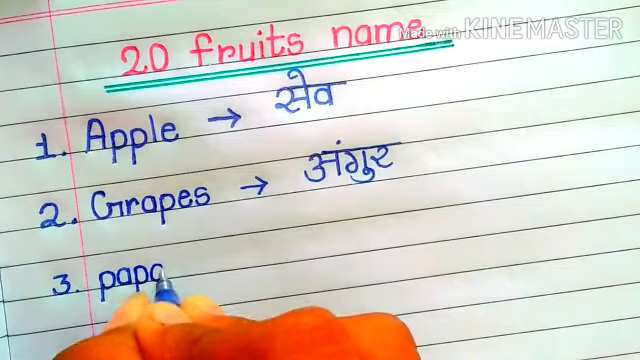 20 fruits name
Made with KINEMASTER
1. Apple → सेव
2. Grapes → अंगुर
3. papa